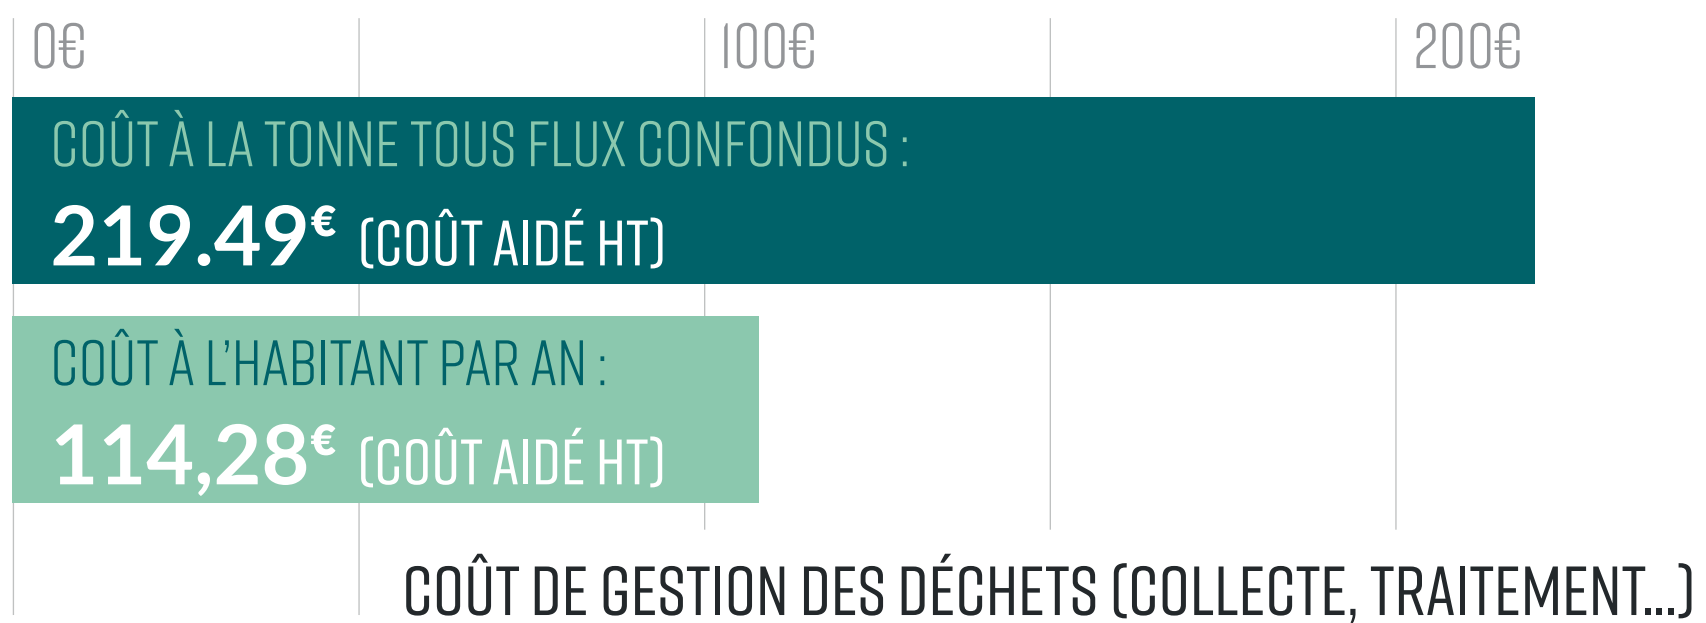 0€ 100€ 200€
COÛT À LA TONNE TOUS FLUX CONFONDUS :
219.49€ (COÛT AIDÉ HT)
COÛT À L'HABITANT PAR AN :
114,28€ (COÛT AIDÉ HT)
COÛT DE GESTION DES DÉCHETS (COLLECTE, TRAITEMENT...)